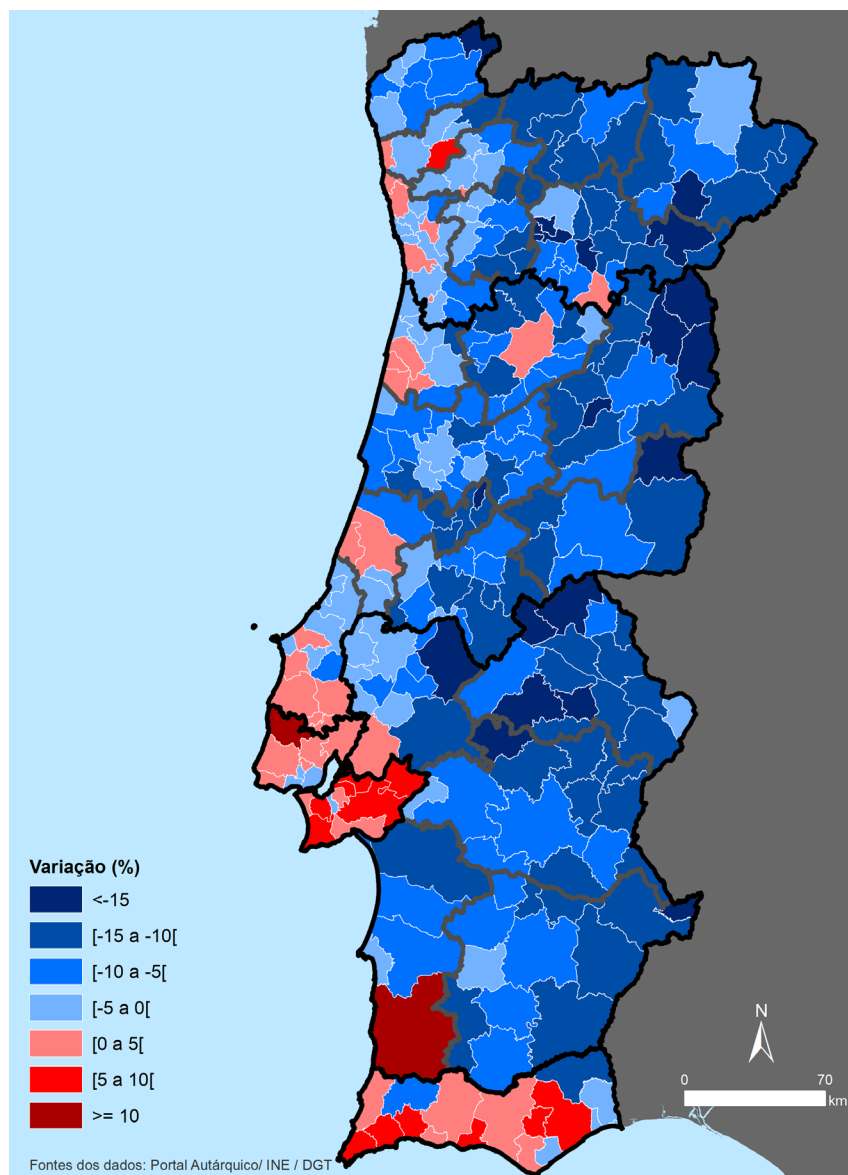 Variação (%)
<-15
[-15 a -10[
[-10 a -5[
[-5 a 0[
[0 a 5[
[5 a 10[
>= 10
N
0 70
km
Fontes dos dados: Portal Autárquico/ INE / DGT